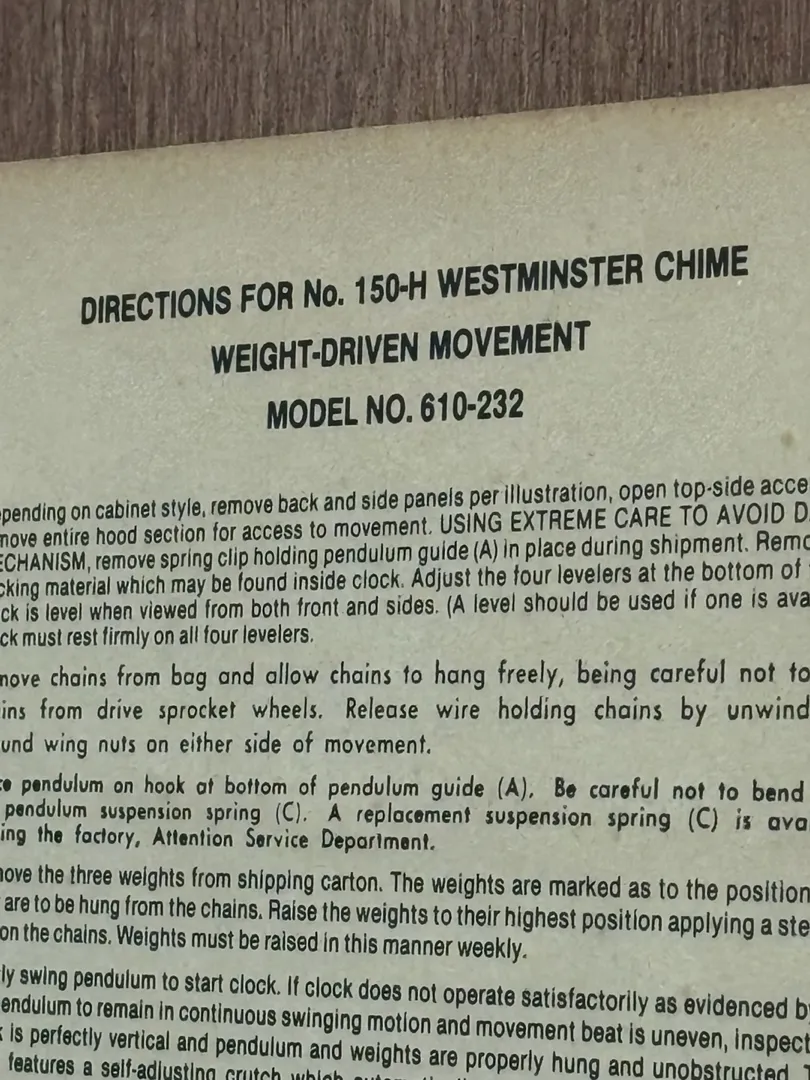 DIRECTIONS FOR No. 150-H WESTMINSTER CHIME
WEIGHT-DRIVEN MOVEMENT
MODEL NO. 610-232
pending on cabinet style, remove back and side panels per illustration, open top-side acce
move entire hood section for access to movement. USING EXTREME CARE TO AVOID D
ECHANISM, remove spring clip holding pendulum guide (A) in place during shipment. Remo
cking material which may be found inside clock. Adjust the four levelers at the bottom of
ck is level when viewed from both front and sides. (A level should be used if one is ava
ck must rest firmly on all four levelers.
move chains from bag and allow chains to hang freely, being careful not to
ins from drive sprocket wheels. Release wire holding chains by unwind
und wing nuts on either side of movement.
ce pendulum on hook at bottom of pendulum guide (A). Be careful not to bend
pendulum suspension spring (C). A replacement suspension spring (C) is ava
ing the factory, Attention Service Department.
ove the three weights from shipping carton. The weights are marked as to the position
are to be hung from the chains. Raise the weights to their highest position applying a ste
on the chains. Weights must be raised in this manner weekly.
ly swing pendulum to start clock. If clock does not operate satisfactorily as evidenced by
endulum to remain in continuous swinging motion and movement beat is uneven, inspect
k is perfectly vertical and pendulum and weights are properly hung and unobstructed.
features a self-adjusting crutch which